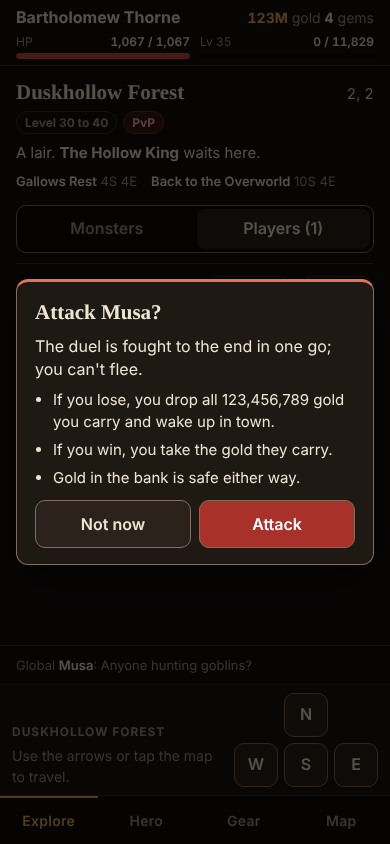 Bartholomew Thorne
123M gold 4 gems
HP 1,067 / 1,067 Lv 35 0 / 11,829
Duskhollow Forest
2, 2
Level 30 to 40 PvP
A lair. The Hollow King waits here.
Gallows Rest 4S 4E Back to the Overworld 10S 4E
Monsters Players (1)
Attack Musa?
The duel is fought to the end in one go;
you can't flee.
• If you lose, you drop all 123,456,789 gold
you carry and wake up in town.
• If you win, you take the gold they carry.
• Gold in the bank is safe either way.
Not now Attack
Global Musa: Anyone hunting goblins?
N
DUSKHOLLOW FOREST
Use the arrows or tap the map
to travel.
W S E
Explore Hero Gear Map